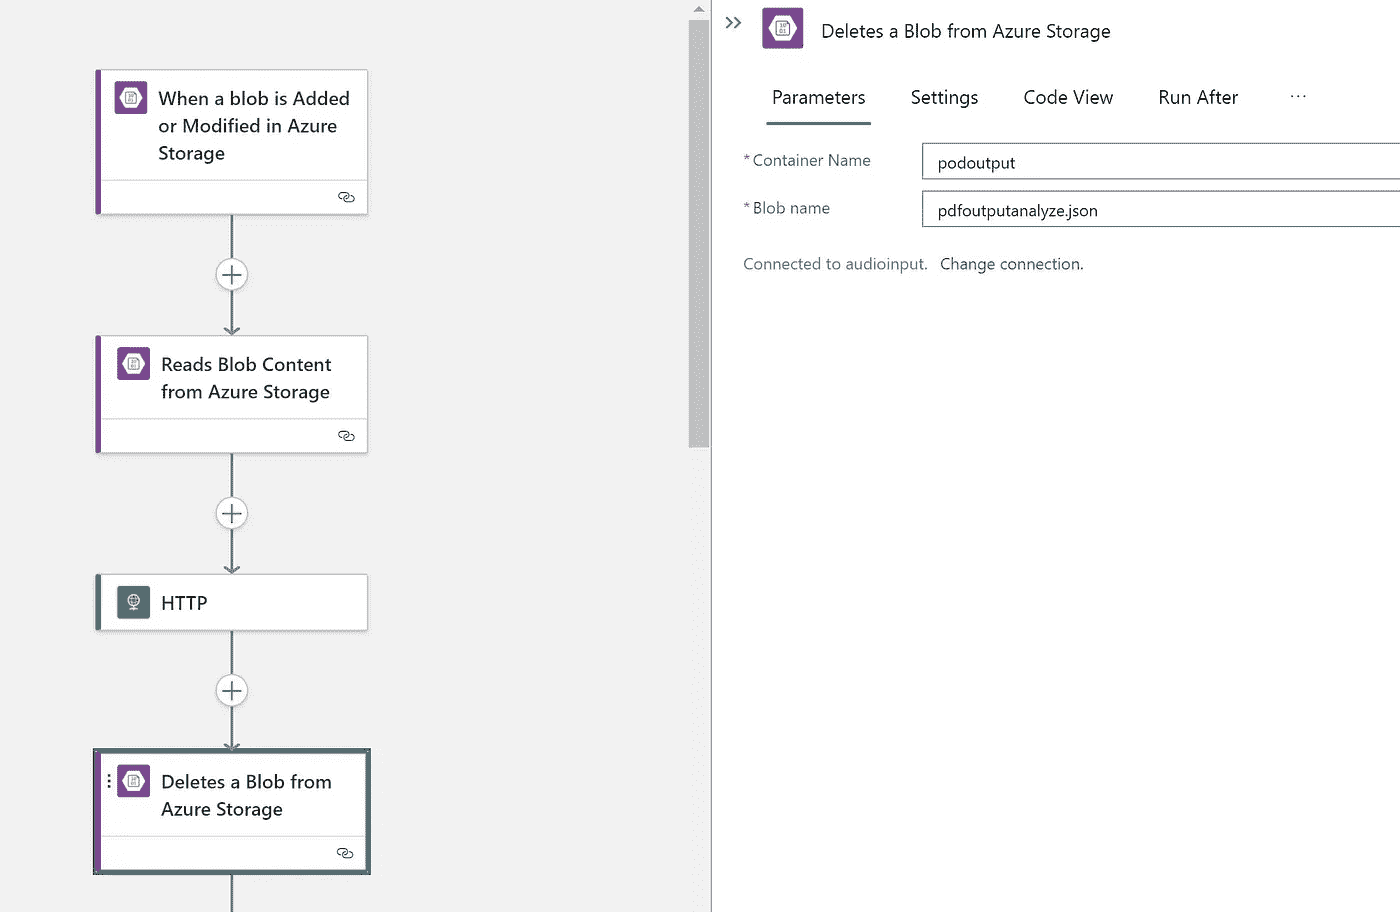 When a blob is Added
or Modified in Azure
Storage
Reads Blob Content
from Azure Storage
HTTP
Deletes a Blob from
Azure Storage
Deletes a Blob from Azure Storage
Parameters Settings Code View Run After ...
* Container Name podoutput
* Blob name pdfoutputanalyze.json
Connected to audioinput. Change connection.